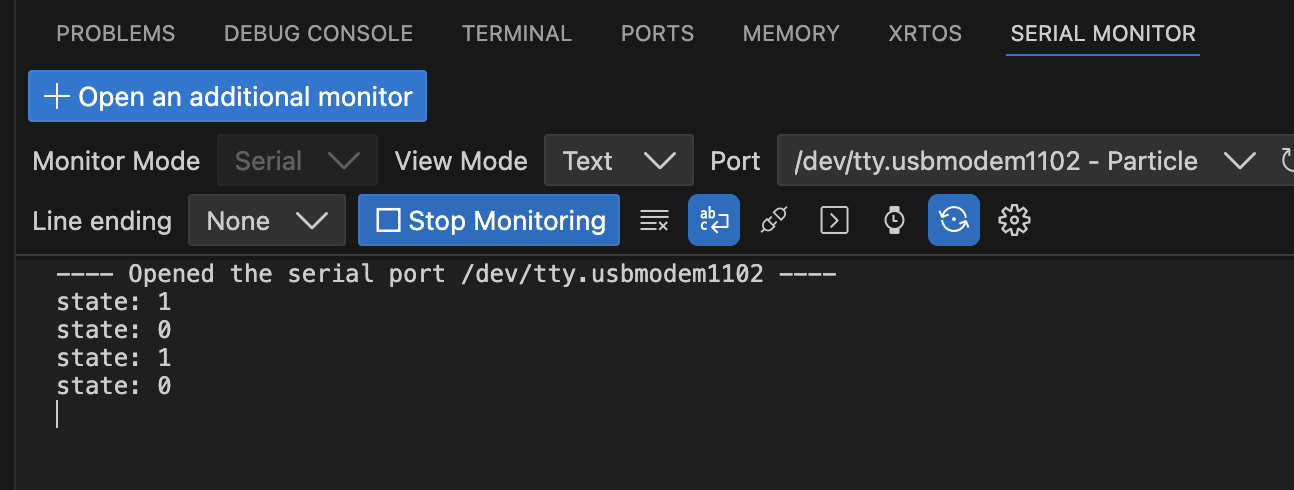 PROBLEMS DEBUG CONSOLE TERMINAL PORTS MEMORY XRTOS SERIAL MONITOR
+ Open an additional monitor
Monitor Mode Serial View Mode Text Port /dev/tty.usbmodem1102 - Particle
Line ending None Stop Monitoring
---- Opened the serial port /dev/tty.usbmodem1102 ----
state: 1
state: 0
state: 1
state: 0